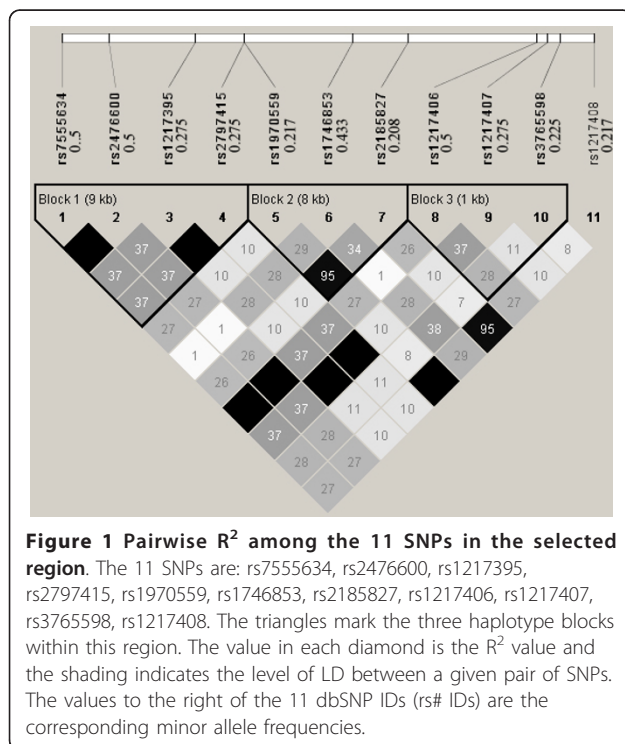 rs7555634 0..5
rs2476600 0.5
rs1217395 0.275
rs2797415 0.275
rs1970559 0.217
rs1746853 0.433
rs2185827 0.208
rs1217406 0.5
rs1217407 0.275
rs3765598 0.225
rs1217408 0.217
Block 1 (9 kb) Block 2 (8 kb) Block 3 (1 kb)
1 2 3 4 5 6 7 8 9 10 11
37 10 29 34 26 37 11 8
37 37 10 28 95 1 10 28 10
37 27 28 10 27 28 7 27
27 1 10 37 10 38 95
1 26 37 8 29
26 11
37 11 10
37 28 10
28 27
27
Figure 1 Pairwise R² among the 11 SNPs in the selected
region. The 11 SNPs are: rs7555634, rs2476600, rs1217395,
rs2797415, rs1970559, rs1746853, rs2185827, rs1217406, rs1217407,
rs3765598, rs1217408. The triangles mark the three haplotype blocks
within this region. The value in each diamond is the R² value and
the shading indicates the level of LD between a given pair of SNPs.
The values to the right of the 11 dbSNP IDs (rs# IDs) are the
corresponding minor allele frequencies.